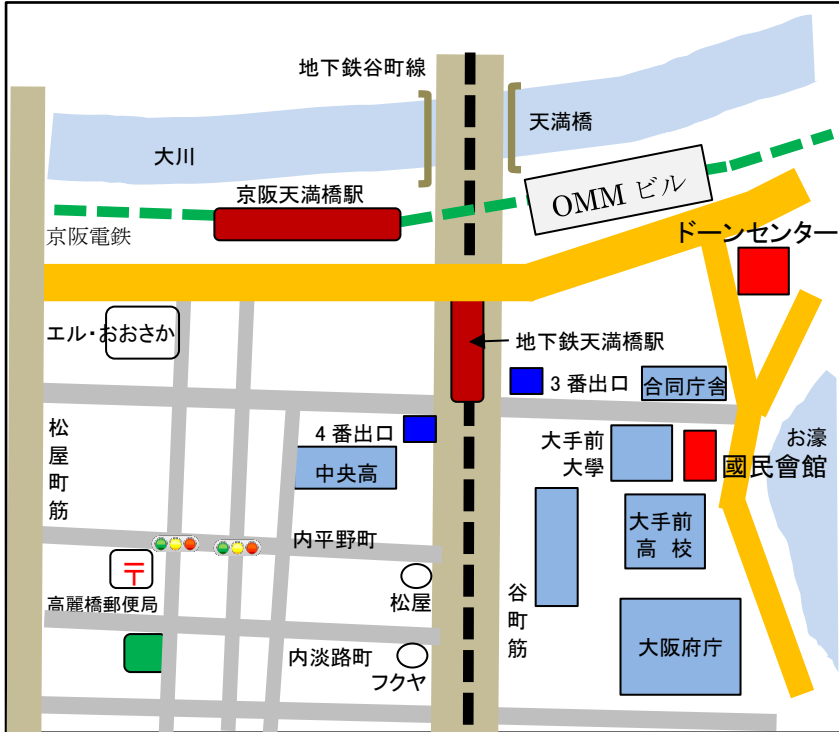 地下鉄谷町線
天満橋
大川
京阪天満橋駅
OMM ビル
京阪電鉄
ドーンセンター
エル・おおさか
地下鉄天満橋駅
3 番出口
合同庁舎
松屋町筋
4 番出口
中央高
大手前
大學
お濠
國民會館
大手前
高 校
内平野町
〒
高麗橋郵便局
松屋
谷町筋
内淡路町
フクヤ
大阪府庁